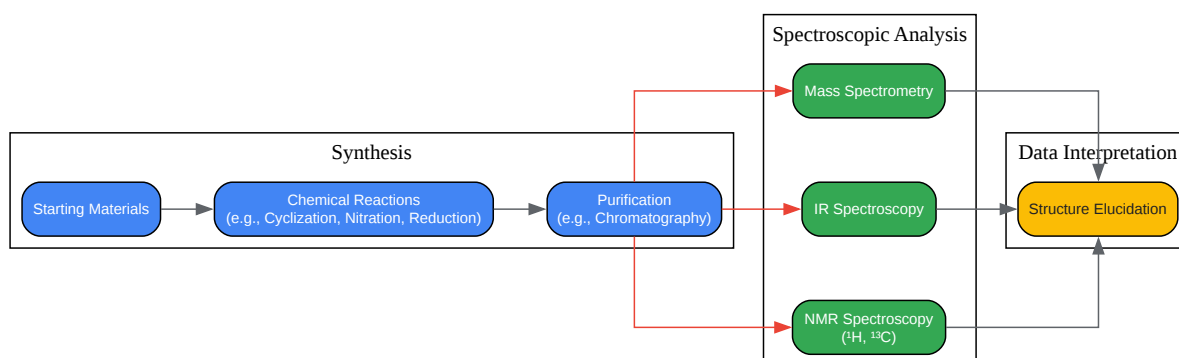 Spectroscopic Analysis
Mass Spectrometry
Synthesis
Data Interpretation
Starting Materials
Chemical Reactions
(e.g., Cyclization, Nitration, Reduction)
Purification
(e.g., Chromatography)
IR Spectroscopy
Structure Elucidation
NMR Spectroscopy
(¹H, ¹³C)